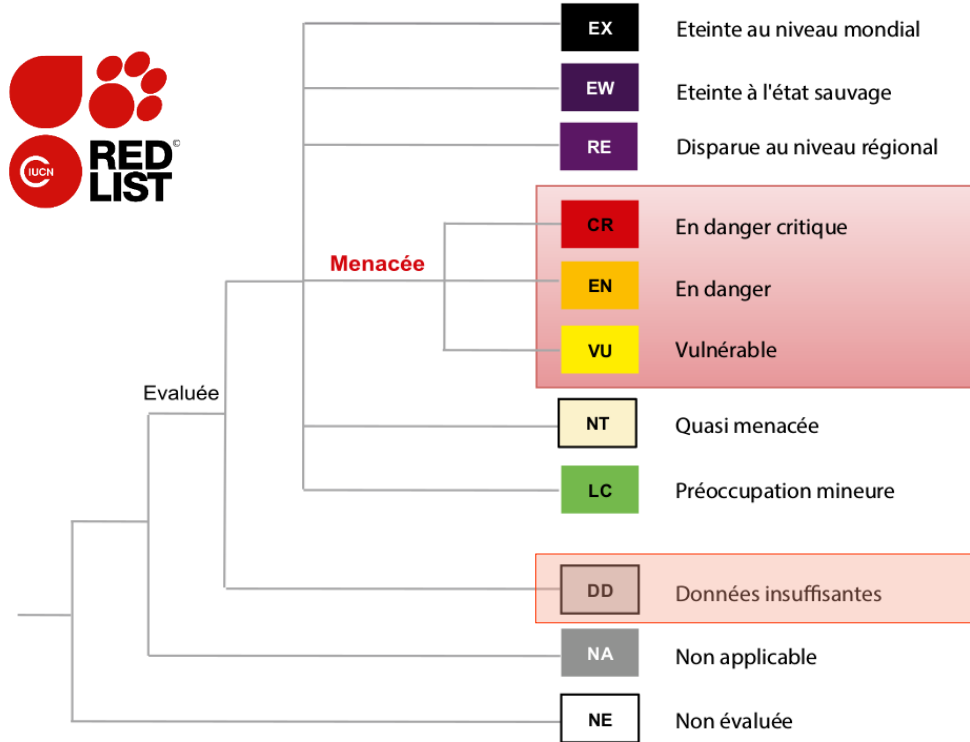 EX Eteinte au niveau mondial
EW Eteinte à l'état sauvage
RE Disparue au niveau régional
IUCN RED LIST ©
CR En danger critique
Menacée
EN En danger
VU Vulnérable
Evaluée
NT Quasi menacée
LC Préoccupation mineure
DD Données insuffisantes
NA Non applicable
NE Non évaluée